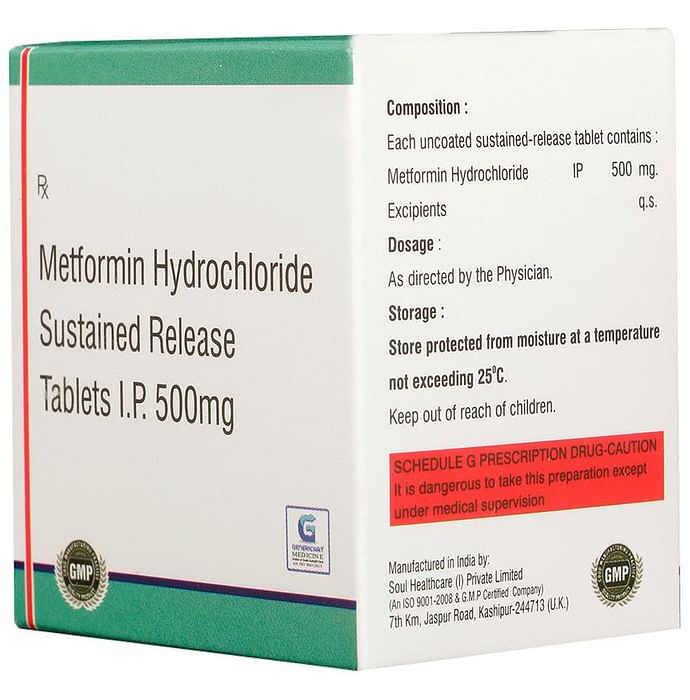 Rx
Metformin Hydrochloride
Sustained Release
Tablets I.P. 500mg
G
MEDICINE
GMP
Composition :
Each uncoated sustained-release tablet contains :
Metformin Hydrochloride IP 500 mg.
Excipients q.s.
Dosage :
As directed by the Physician.
Storage :
Store protected from moisture at a temperature
not exceeding 25°C.
Keep out of reach of children.
SCHEDULE G PRESCRIPTION DRUG-CAUTION
It is dangerous to take this preparation except
under medical supervision
Manufactured in India by:
Soul Healthcare (I) Private Limited
(An ISO 9001-2008 & G.M.P Certified Company)
7th Km, Jaspur Road, Kashipur-244713 (U.K.)
GMP